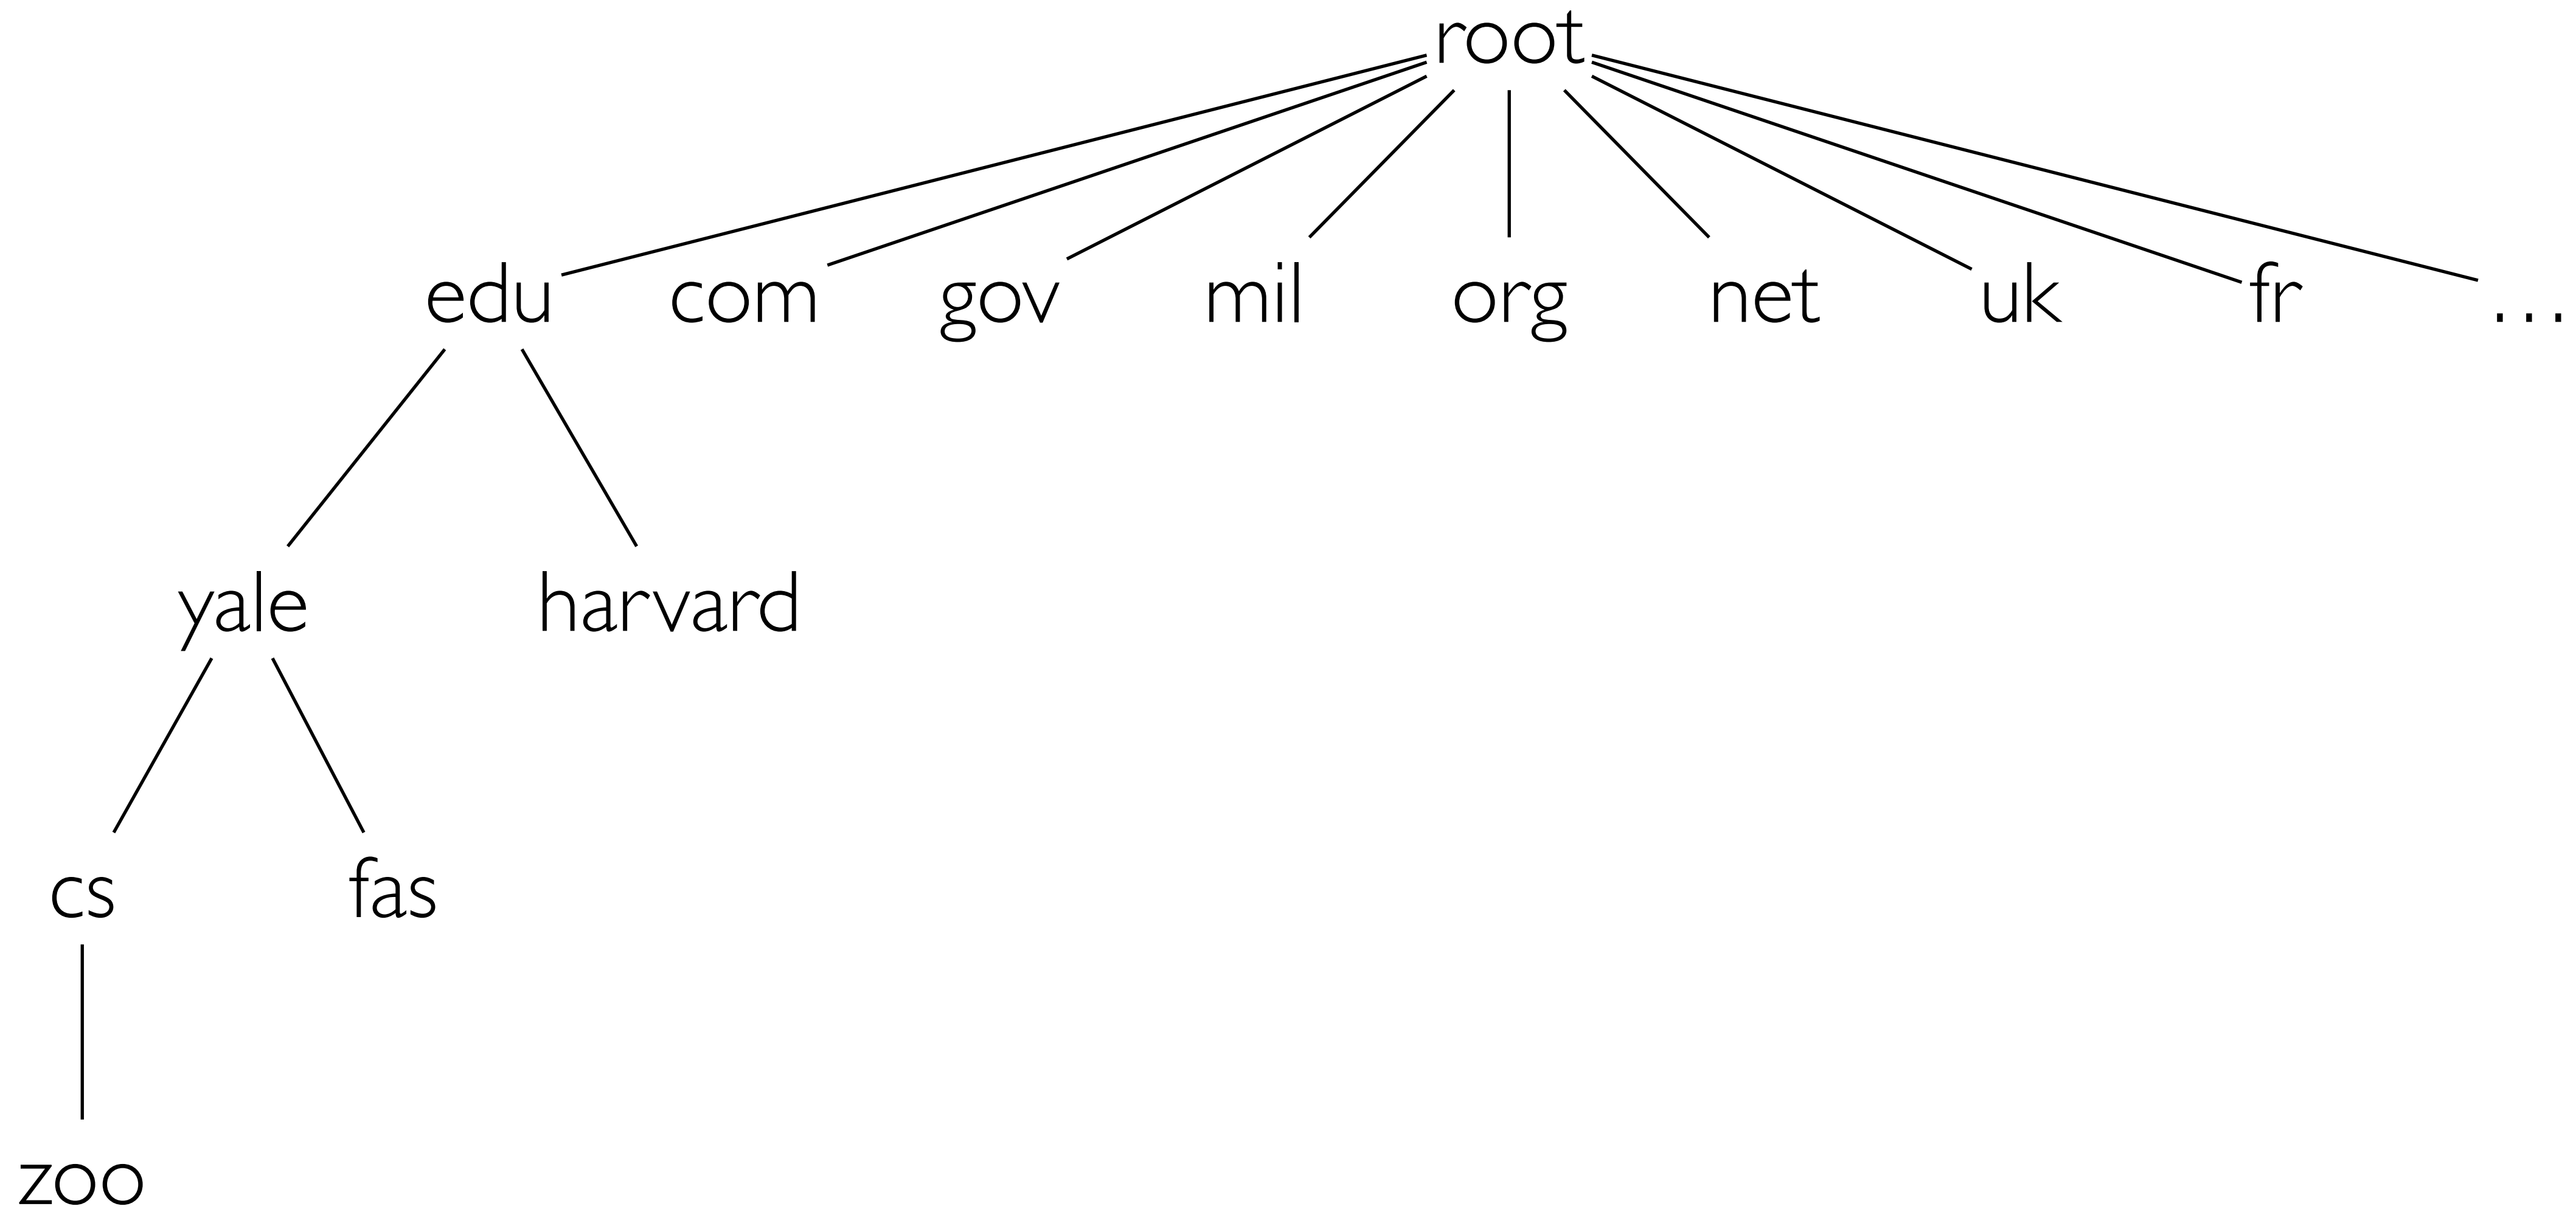 root
edu com gov mil org net uk fr ...
yale harvard
cs fas
zoo